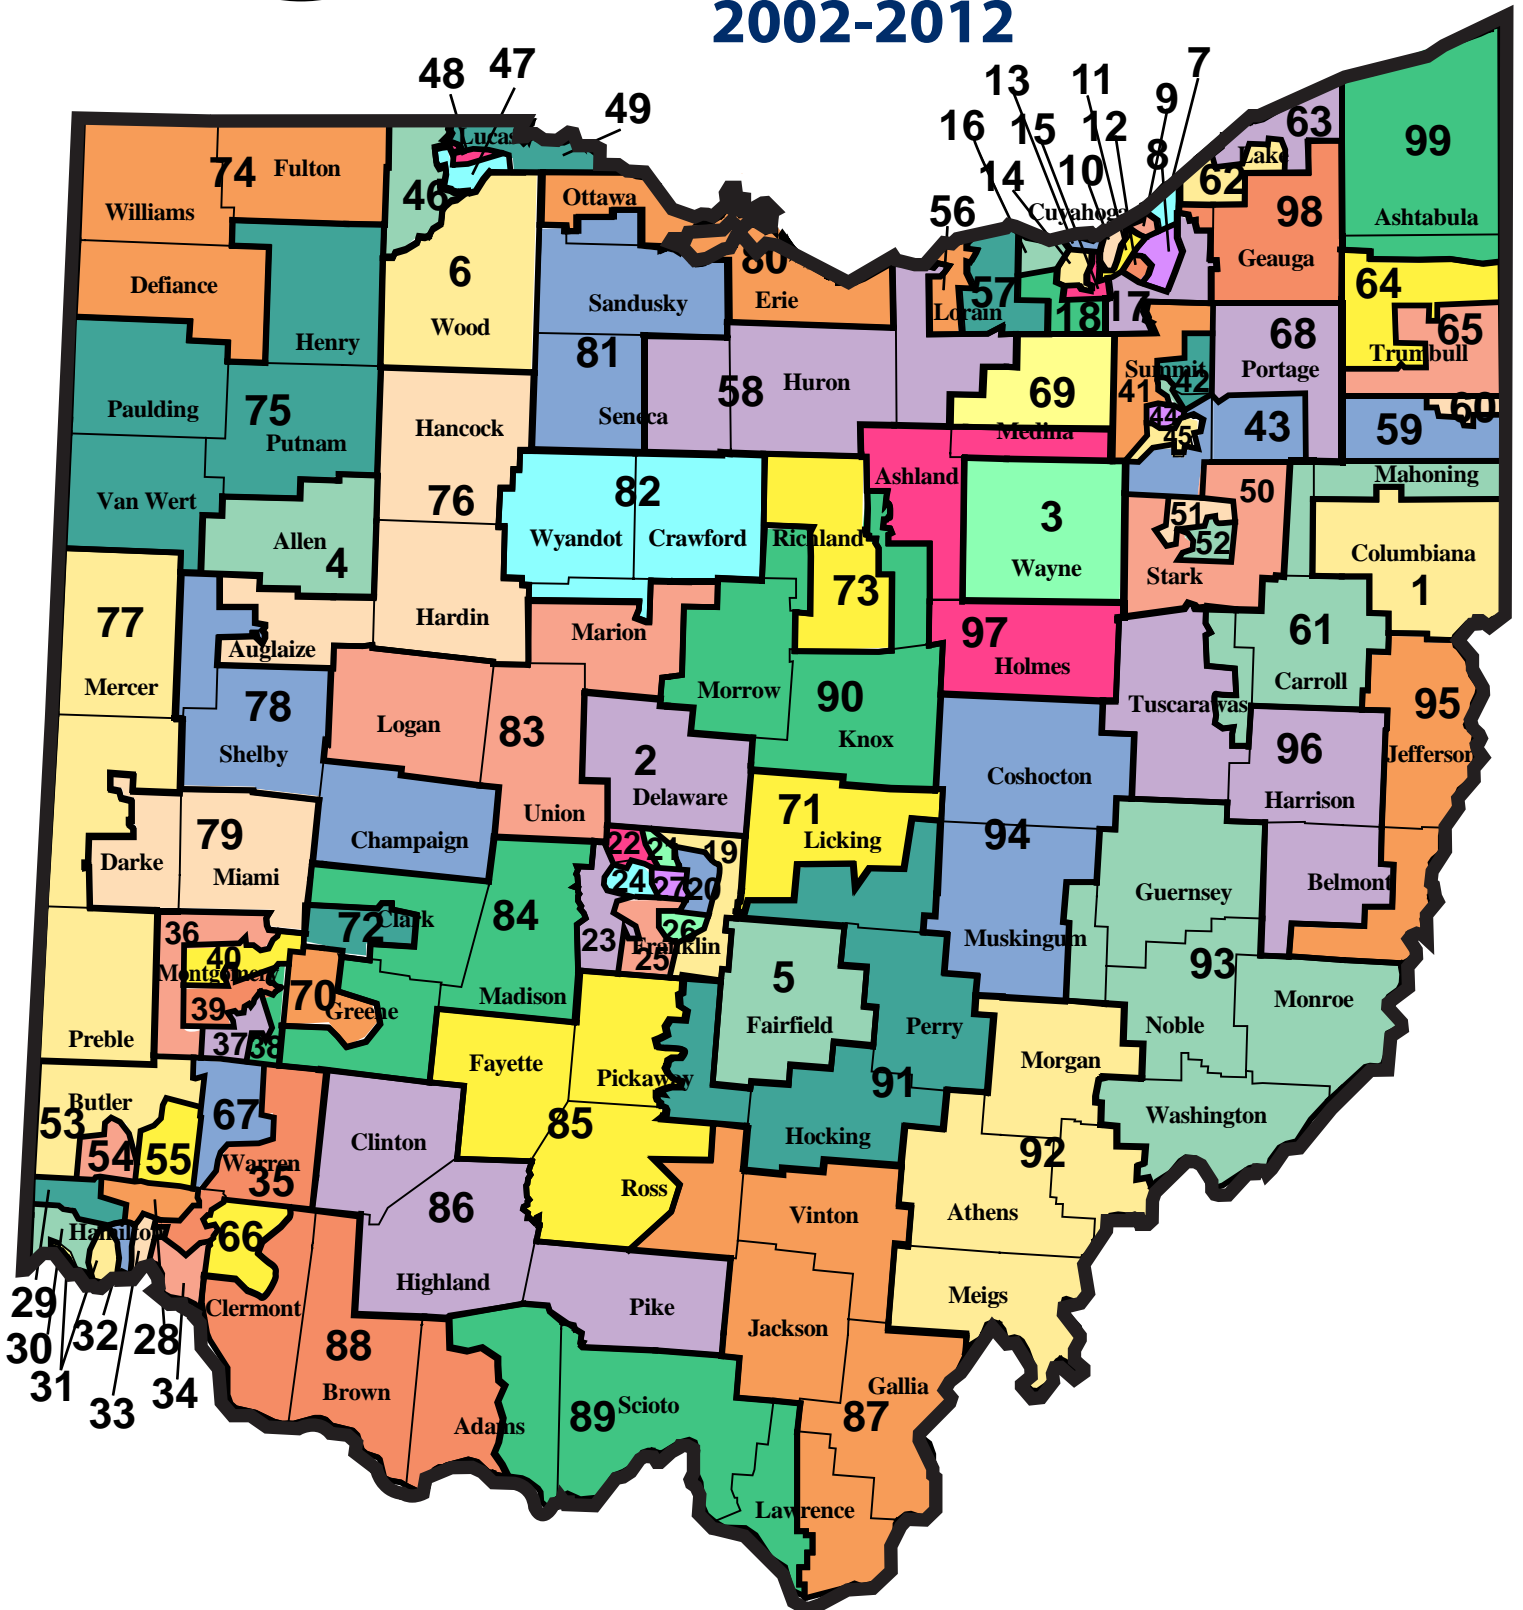 2002-2012
48
47
49
Lucas
46
74
Fulton
Williams
Defiance
Henry
6
Wood
Ottawa
80
Erie
Sandusky
81
Seneca
58
Huron
13
11
7
9
16
15
12
8
14
10
Cuyahoga
56
57
Lorain
18
17
63
Lake
62
99
Ashtabula
98
Geauga
64
65
Trumbull
68
Portage
Summit
41
42
44
45
43
69
Medina
59
60
Mahoning
Paulding
75
Putnam
Van Wert
Hancock
76
Allen
4
Hardin
82
Wyandot
Crawford
Richland
73
Ashland
3
Wayne
50
51
52
Stark
Columbiana
1
77
Mercer
Auglaize
78
Shelby
Marion
Logan
83
Union
Morrow
90
Knox
97
Holmes
Tuscarawas
61
Carroll
95
Jefferson
96
Harrison
2
Delaware
71
Licking
Coshocton
94
Muskingum
Guernsey
Belmont
79
Darke
Miami
Champaign
22
21
19
24
27
20
23
26
Franklin
25
84
Madison
72
Clark
36
40
Montgomery
39
37
38
70
Greene
Preble
5
Fairfield
Perry
91
Hocking
93
Noble
Monroe
Morgan
Washington
92
Athens
Meigs
Fayette
Pickaway
85
Ross
Butler
53
54
55
67
Warren
35
Clinton
86
Highland
Hamilton
66
Clermont
29
30
31
32
33
28
34
88
Brown
Adams
Pike
89
Scioto
Vinton
Jackson
Gallia
87
Lawrence